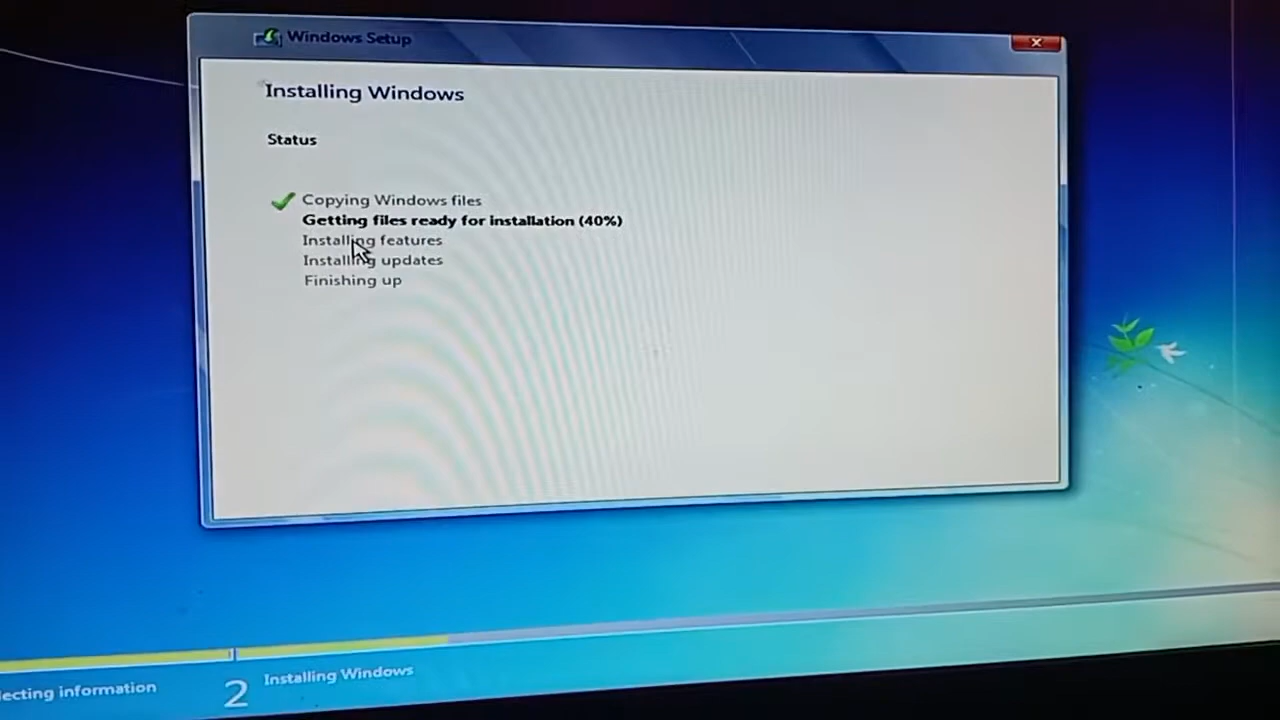 Windows Setup
Installing Windows
Status
Copying Windows files
Getting files ready for installation (40%)
Installing features
Installing updates
Finishing up
lecting information
2 Installing Windows